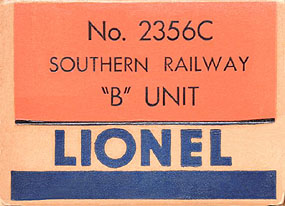 No. 2356C
SOUTHERN RAILWAY
"B" UNIT
LIONEL